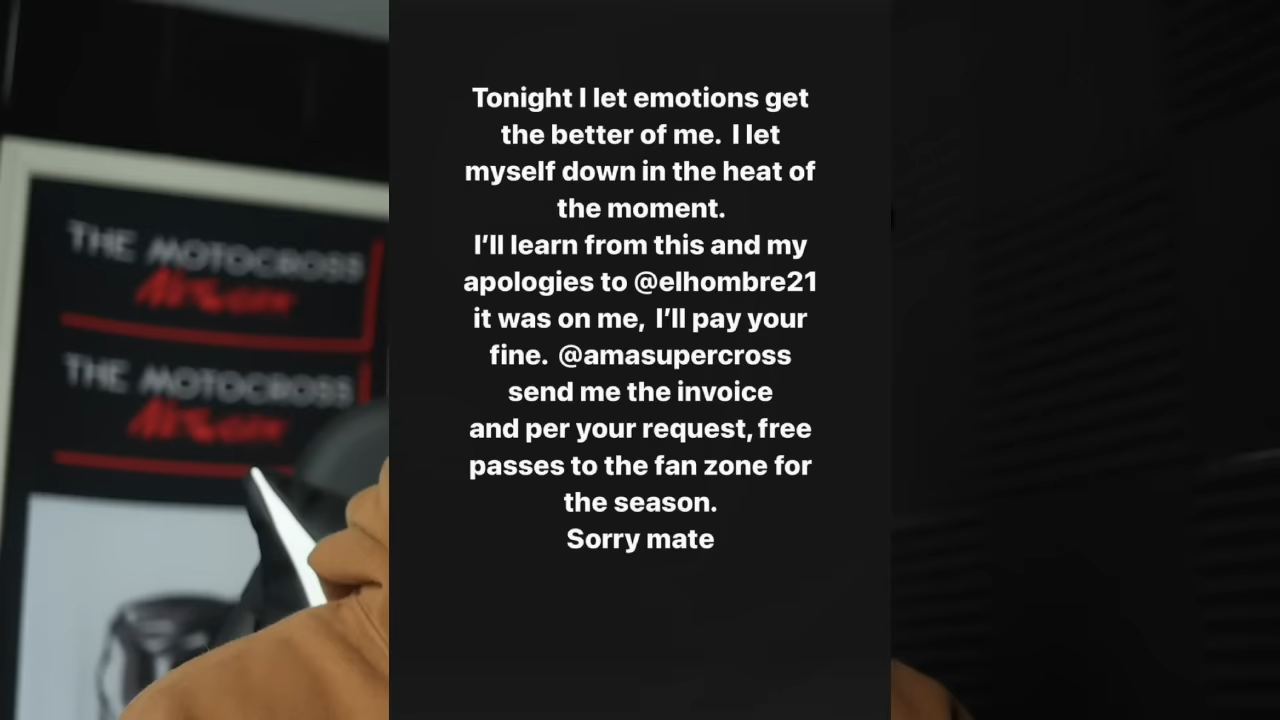 THE MOTOCROSS
THE MOTOCROSS
Tonight I let emotions get
the better of me.  I let
myself down in the heat of
the moment.
I’ll learn from this and my
apologies to @elhombre21
it was on me,  I’ll pay your
fine.  @amasupercross
send me the invoice
and per your request, free
passes to the fan zone for
the season.
Sorry mate